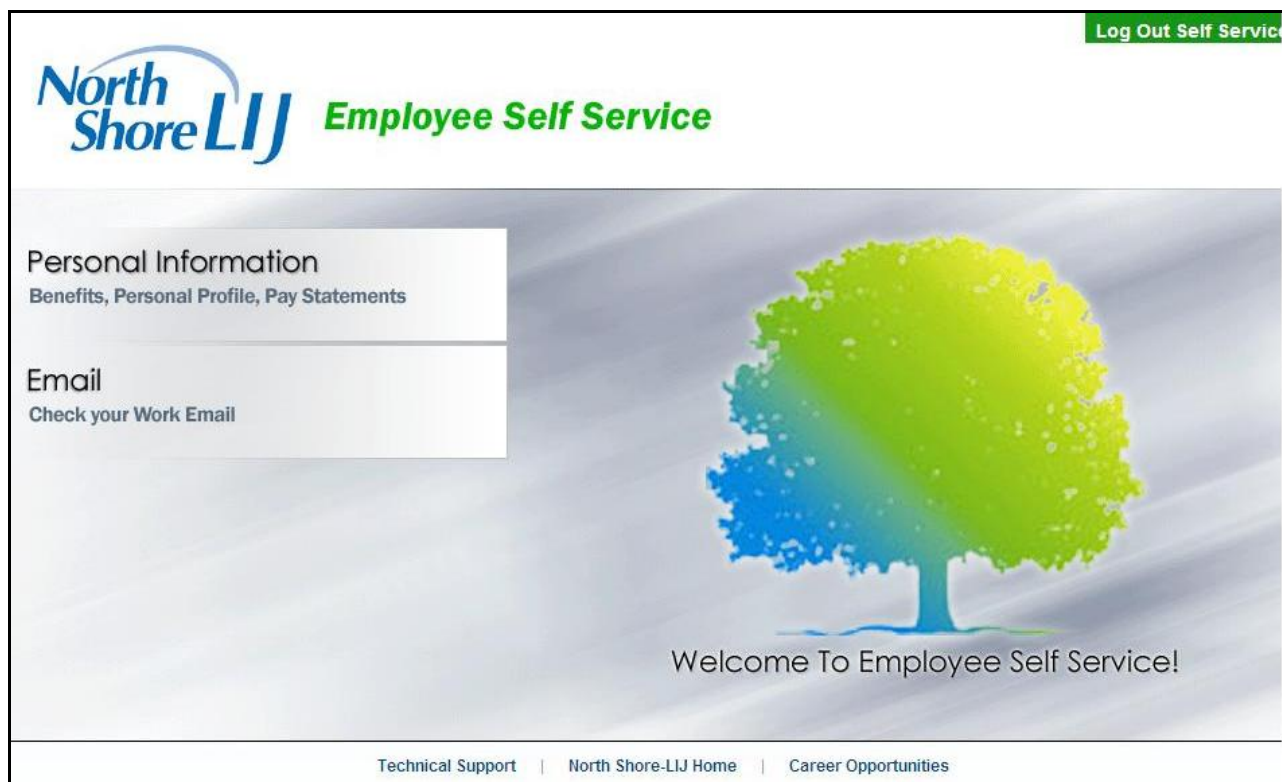 Log Out Self Service
North
Shore LIJ
Employee Self Service
Personal Information
Benefits, Personal Profile, Pay Statements
Email
Check your Work Email
Welcome To Employee Self Service!
Technical Support | North Shore-LIJ Home | Career Opportunities